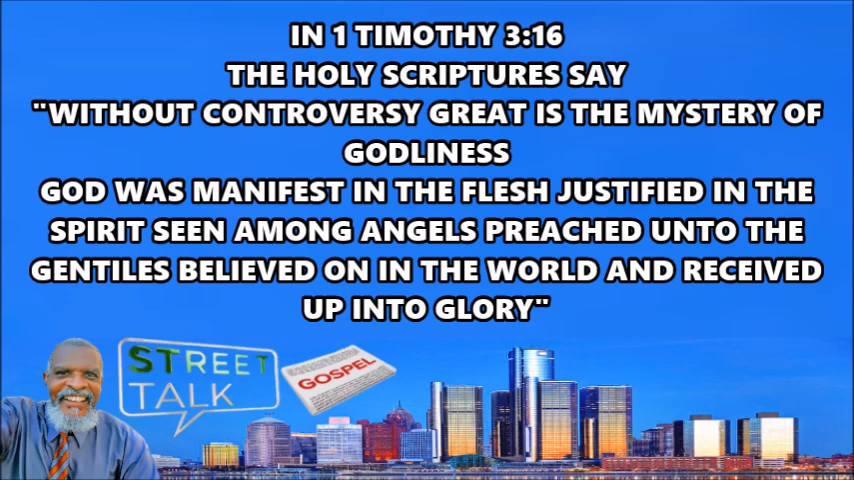 IN 1 TIMOTHY 3:16
THE HOLY SCRIPTURES SAY
"WITHOUT CONTROVERSY GREAT IS THE MYSTERY OF
GODLINESS
GOD WAS MANIFEST IN THE FLESH JUSTIFIED IN THE
SPIRIT SEEN AMONG ANGELS PREACHED UNTO THE
GENTILES BELIEVED ON IN THE WORLD AND RECEIVED
UP INTO GLORY"
STREET
TALK
GOSPEL